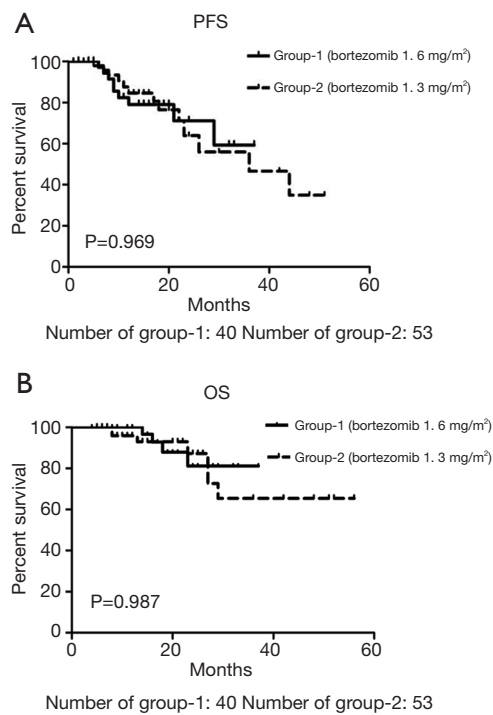 A
PFS
Group-1 (bortezomib 1. 6 mg/m²)
Group-2 (bortezomib 1. 3 mg/m²)
Percent survival
100
80
60
40
20
0
P=0.969
0 20 40 60
Months
Number of group-1: 40 Number of group-2: 53
B
OS
Group-1 (bortezomib 1. 6 mg/m²)
Group-2 (bortezomib 1. 3 mg/m²)
Percent survival
100
80
60
40
20
0
P=0.987
0 20 40 60
Months
Number of group-1: 40 Number of group-2: 53